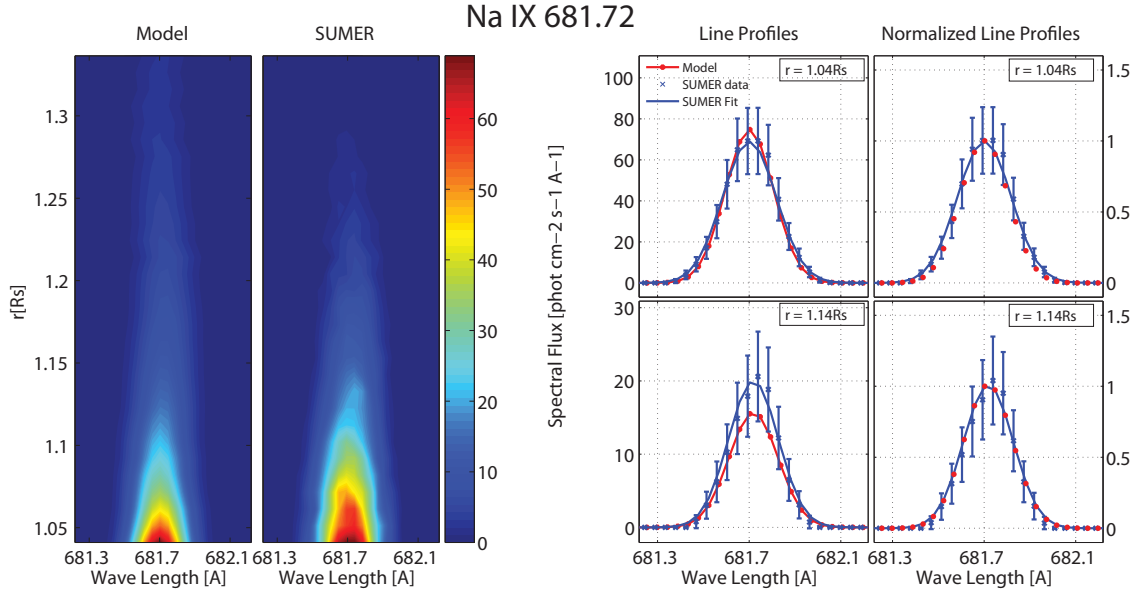 Na IX 681.72
Model
SUMER
Line Profiles
Normalized Line Profiles
r[Rs]
1.3
1.25
1.2
1.15
1.1
1.05
681.3
681.7
682.1
Wave Length [A]
681.3
681.7
682.1
Wave Length [A]
60
50
40
30
20
10
0
Spectral Flux [phot cm−2 s−1 A−1]
100
80
60
40
20
0
Model
SUMER data
SUMER Fit
r = 1.04Rs
r = 1.04Rs
1.5
1
0.5
0
30
20
10
0
r = 1.14Rs
r = 1.14Rs
1.5
1
0.5
0
681.3
681.7
682.1
Wave Length [A]
681.3
681.7
682.1
Wave Length [A]